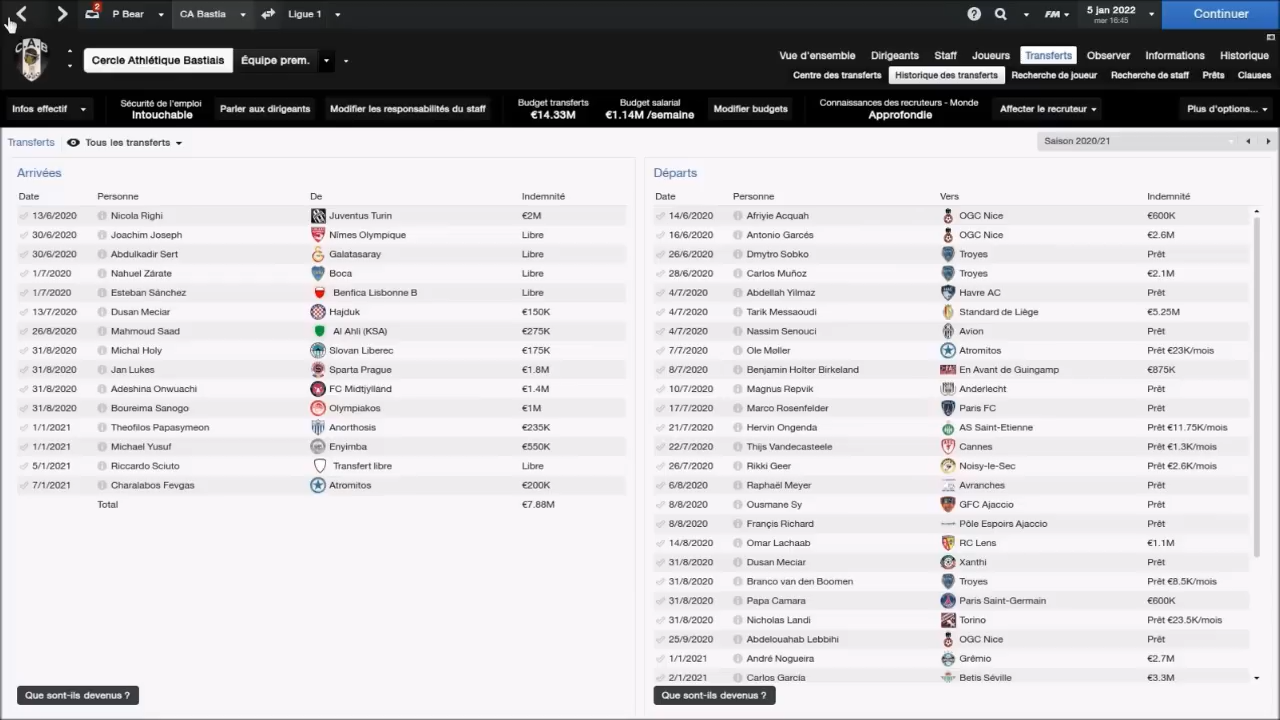 2
P Bear
CA Bastia
Ligue 1
FM
5 jan 2022
mer 16:45
Continuer
Cercle Athlétique Bastiais
Équipe prem.
Vue d'ensemble Dirigeants Staff Joueurs Transferts Observer Informations Historique
Centre des transferts Historique des transferts Recherche de joueur Recherche de staff Prêts Clauses
Infos effectif
Sécurité de l'emploi
Intouchable
Parler aux dirigeants
Modifier les responsabilités du staff
Budget transferts
€14.33M
Budget salarial
€1.14M /semaine
Modifier budgets
Connaissances des recruteurs - Monde
Approfondie
Affecter le recruteur
Plus d'options...
Transferts
Tous les transferts
Saison 2020/21
Arrivées
Date Personne De Indemnité
13/6/2020 Nicola Righi Juventus Turin €2M
30/6/2020 Joachim Joseph Nîmes Olympique Libre
30/6/2020 Abdulkadir Sert Galatasaray Libre
1/7/2020 Nahuel Zárate Boca Libre
1/7/2020 Esteban Sánchez Benfica Lisbonne B Libre
13/7/2020 Dusan Meciar Hajduk €150K
26/8/2020 Mahmoud Saad Al Ahli (KSA) €275K
31/8/2020 Michal Holy Slovan Liberec €175K
31/8/2020 Jan Lukes Sparta Prague €1.8M
31/8/2020 Adeshina Onwuachi FC Midtjylland €1.4M
31/8/2020 Boureima Sanogo Olympiakos €1M
1/1/2021 Theofilos Papasymeon Anorthosis €235K
1/1/2021 Michael Yusuf Enyimba €550K
5/1/2021 Riccardo Sciuto Transfert libre Libre
7/1/2021 Charalabos Fevgas Atromitos €200K
Total €7.88M
Que sont-ils devenus ?
Départs
Date Personne Vers Indemnité
14/6/2020 Afriyie Acquah OGC Nice €600K
16/6/2020 Antonio Garcés OGC Nice €2.6M
26/6/2020 Dmytro Sobko Troyes Prêt
28/6/2020 Carlos Muñoz Troyes €2.1M
4/7/2020 Abdellah Yilmaz Havre AC Prêt
4/7/2020 Tarik Messaoudi Standard de Liège €5.25M
4/7/2020 Nassim Senouci Avion Prêt
7/7/2020 Ole Møller Atromitos Prêt €23K/mois
8/7/2020 Benjamin Holter Birkeland En Avant de Guingamp €875K
10/7/2020 Magnus Repvik Anderlecht Prêt
17/7/2020 Marco Rosenfelder Paris FC Prêt
21/7/2020 Hervin Ongenda AS Saint-Etienne Prêt €11.75K/mois
22/7/2020 Thijs Vandecasteele Cannes Prêt €1.3K/mois
26/7/2020 Rikki Geer Noisy-le-Sec Prêt €2.6K/mois
6/8/2020 Raphaël Meyer Avranches Prêt
8/8/2020 Ousmane Sy GFC Ajaccio Prêt
8/8/2020 Françis Richard Pôle Espoirs Ajaccio Prêt
14/8/2020 Omar Lachaab RC Lens €1.1M
31/8/2020 Dusan Meciar Xanthi Prêt
31/8/2020 Branco van den Boomen Troyes Prêt €8.5K/mois
31/8/2020 Papa Camara Paris Saint-Germain €600K
31/8/2020 Nicholas Landi Torino Prêt €23.5K/mois
25/9/2020 Abdelouahab Lebbihi OGC Nice Prêt
1/1/2021 André Nogueira Grêmio €2.7M
2/1/2021 Carlos García Betis Séville €3.3M
Que sont-ils devenus ?